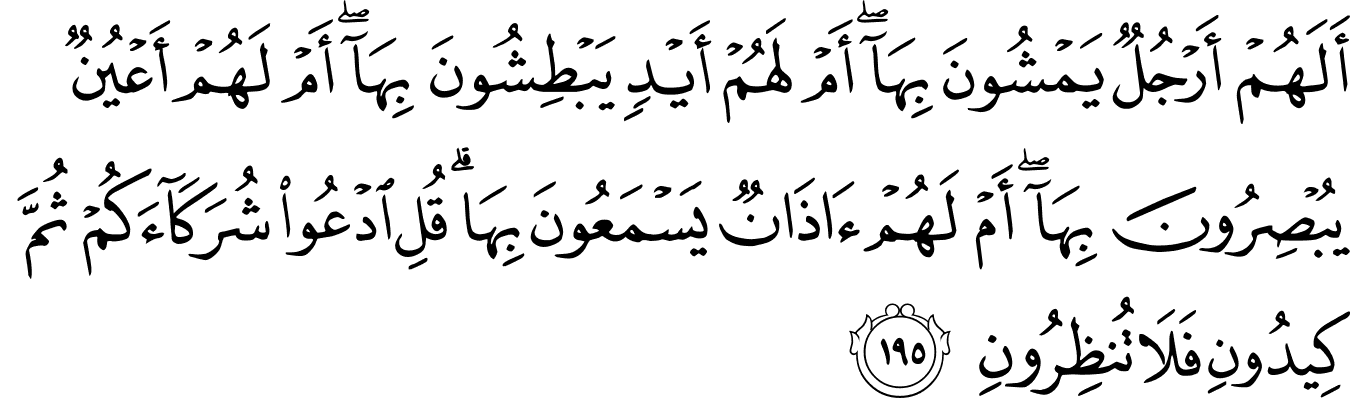 أَلَهُمۡ أَرۡجُلٞ يَمۡشُونَ بِهَآۖ أَمۡ لَهُمۡ أَيۡدٖ يَبۡطِشُونَ بِهَآۖ أَمۡ لَهُمۡ أَعۡيُنٞ
يُبۡصِرُونَ بِهَآۖ أَمۡ لَهُمۡ ءَاذَانٞ يَسۡمَعُونَ بِهَاۗ قُلِ ٱدۡعُواْ شُرَكَآءَكُمۡ ثُمَّ
كِيدُونِ فَلَا تُنظِرُونِ ١٩٥